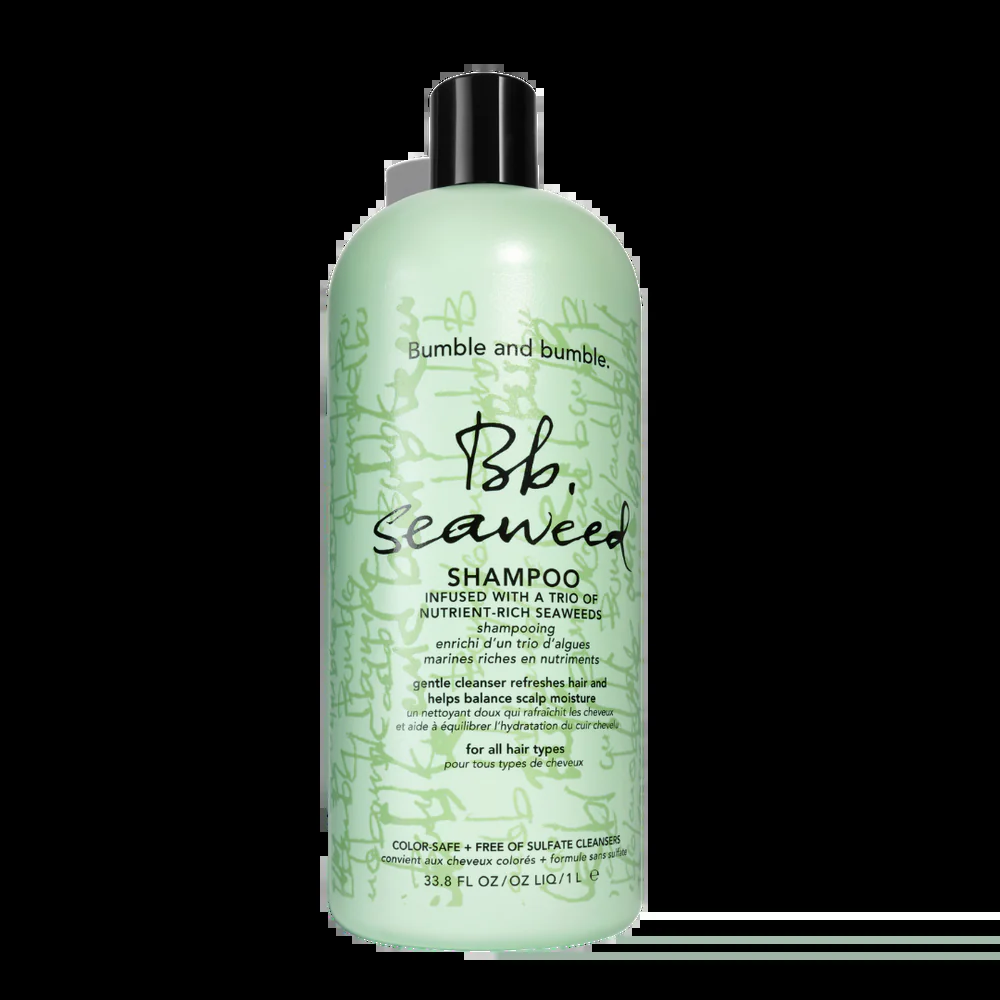 Bumble and bumble.
Bb.
seaweed
SHAMPOO
INFUSED WITH A TRIO OF
NUTRIENT-RICH SEAWEEDS
shampooing
enrichi d'un trio d'algues
marines riches en nutriments
gentle cleanser refreshes hair and
helps balance scalp moisture
un nettoyant doux qui rafraîchit les cheveux
et aide à équilibrer l'hydratation du cuir chevelu
for all hair types
pour tous types de cheveux
COLOR-SAFE + FREE OF SULFATE CLEANSERS
convient aux cheveux colorés + formule sans sulfate
33.8 FL OZ/OZ LIQ/1 L ℮